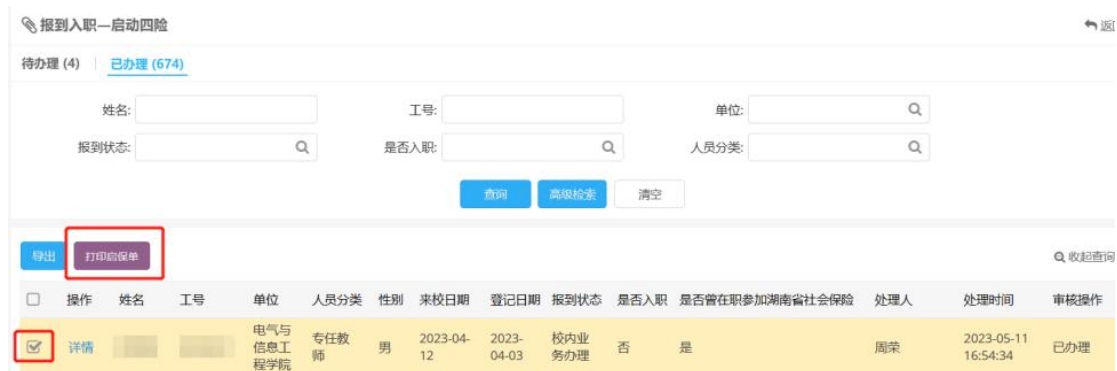 报到入职—启动四险 返回
待办理 (4) 已办理 (674)
姓名: 工号: 单位:
报到状态: 是否入职: 人员分类:
查询 高级检索 清空
导出 打印启保单 收起查询
操作 姓名 工号 单位 人员分类 性别 来校日期 登记日期 报到状态 是否入职 是否曾在职参加湖南省社会保险 处理人 处理时间 审核操作
详情 电气与信息工程学院 专任教师 男 2023-04-12 2023-04-03 校内业务办理 否 是 周荣 2023-05-11 16:54:34 已办理